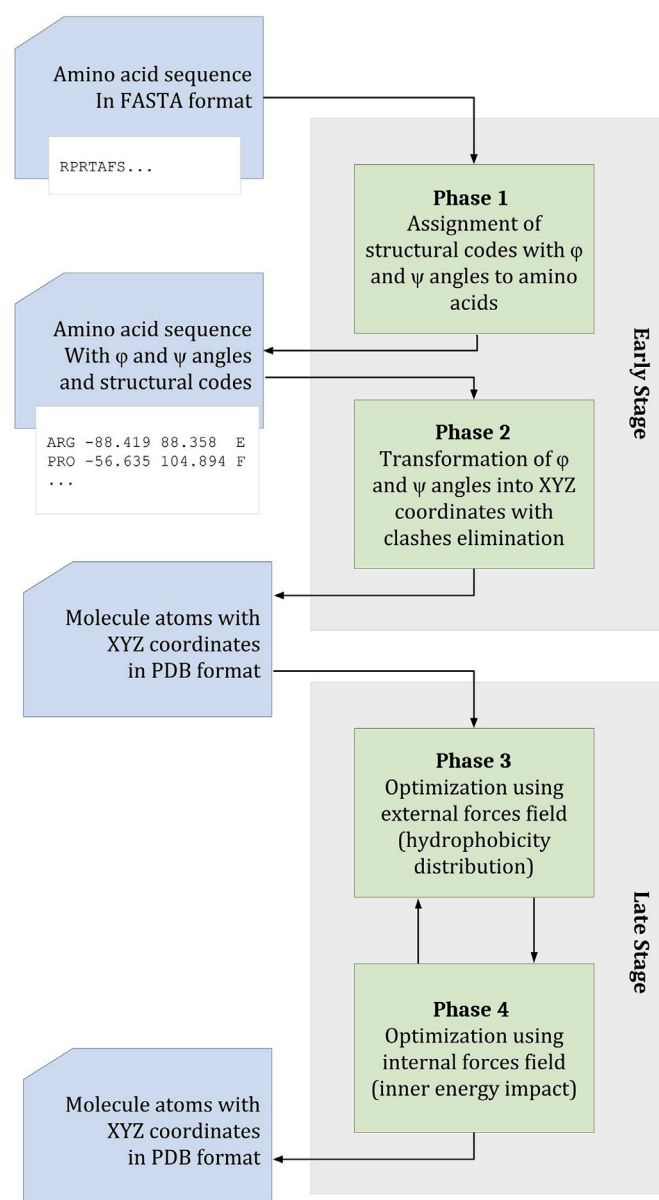 Amino acid sequence
In FASTA format
RPRTAFS...
Phase 1
Assignment of
structural codes with φ
and ψ angles to amino
acids
Amino acid sequence
With φ and ψ angles
and structural codes
ARG -88.419 88.358 E
PRO -56.635 104.894 F
...
Phase 2
Transformation of φ
and ψ angles into XYZ
coordinates with
clashes elimination
Early Stage
Molecule atoms with
XYZ coordinates
in PDB format
Phase 3
Optimization using
external forces field
(hydrophobicity
distribution)
Phase 4
Optimization using
internal forces field
(inner energy impact)
Late Stage
Molecule atoms with
XYZ coordinates
in PDB format